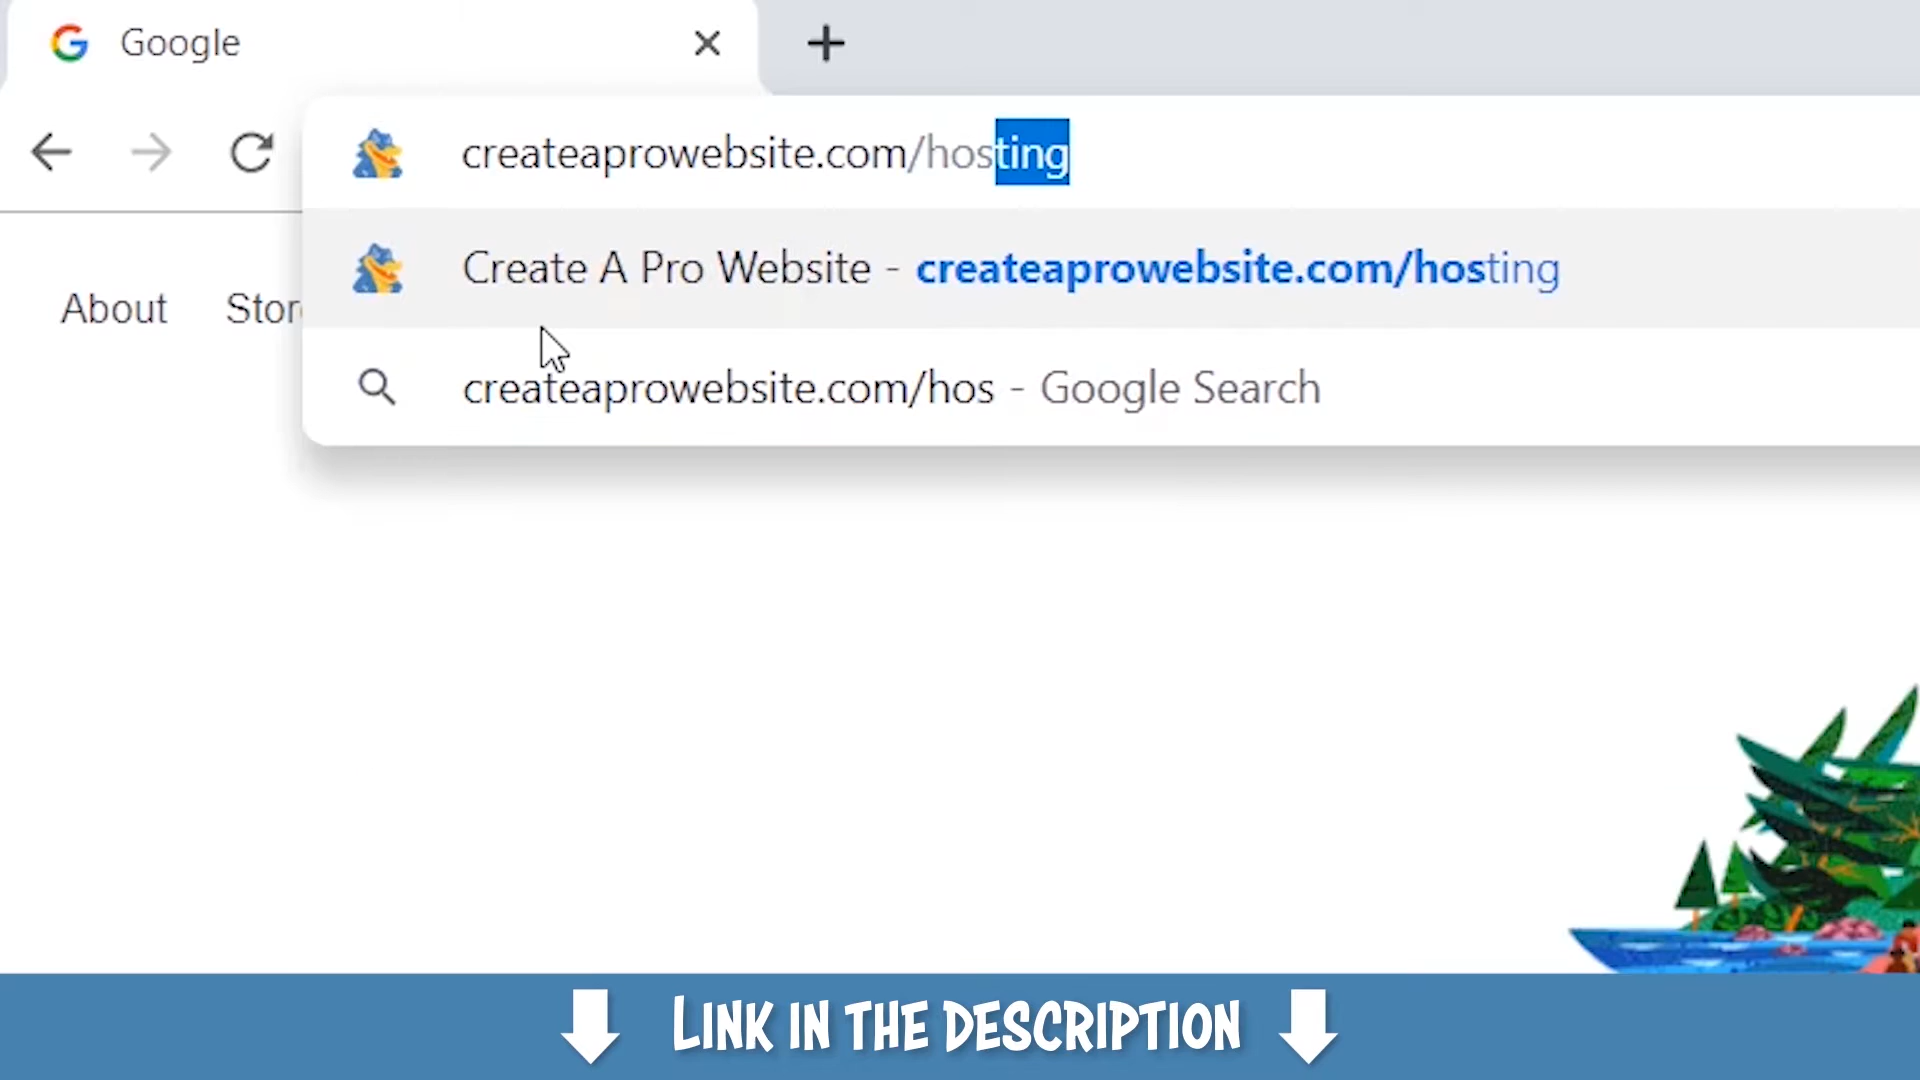 Google
createaprowebsite.com/hosting
Create A Pro Website - createaprowebsite.com/hosting
About
createaprowebsite.com/hos - Google Search
LINK IN THE DESCRIPTION